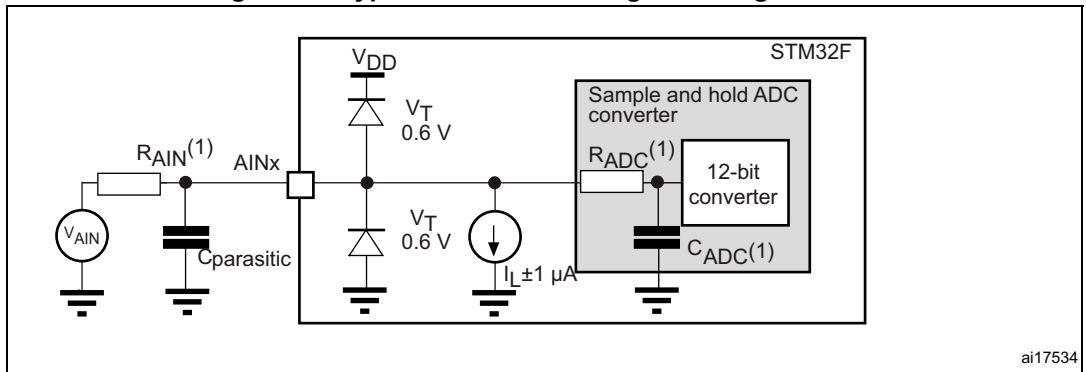 STM32F
VDD
VT
0.6 V
Sample and hold ADC
converter
RAIN(1)
AINx
RADC(1)
12-bit
converter
VAIN
Cparasitic
VT
0.6 V
IL±1 µA
CADC(1)
ai17534